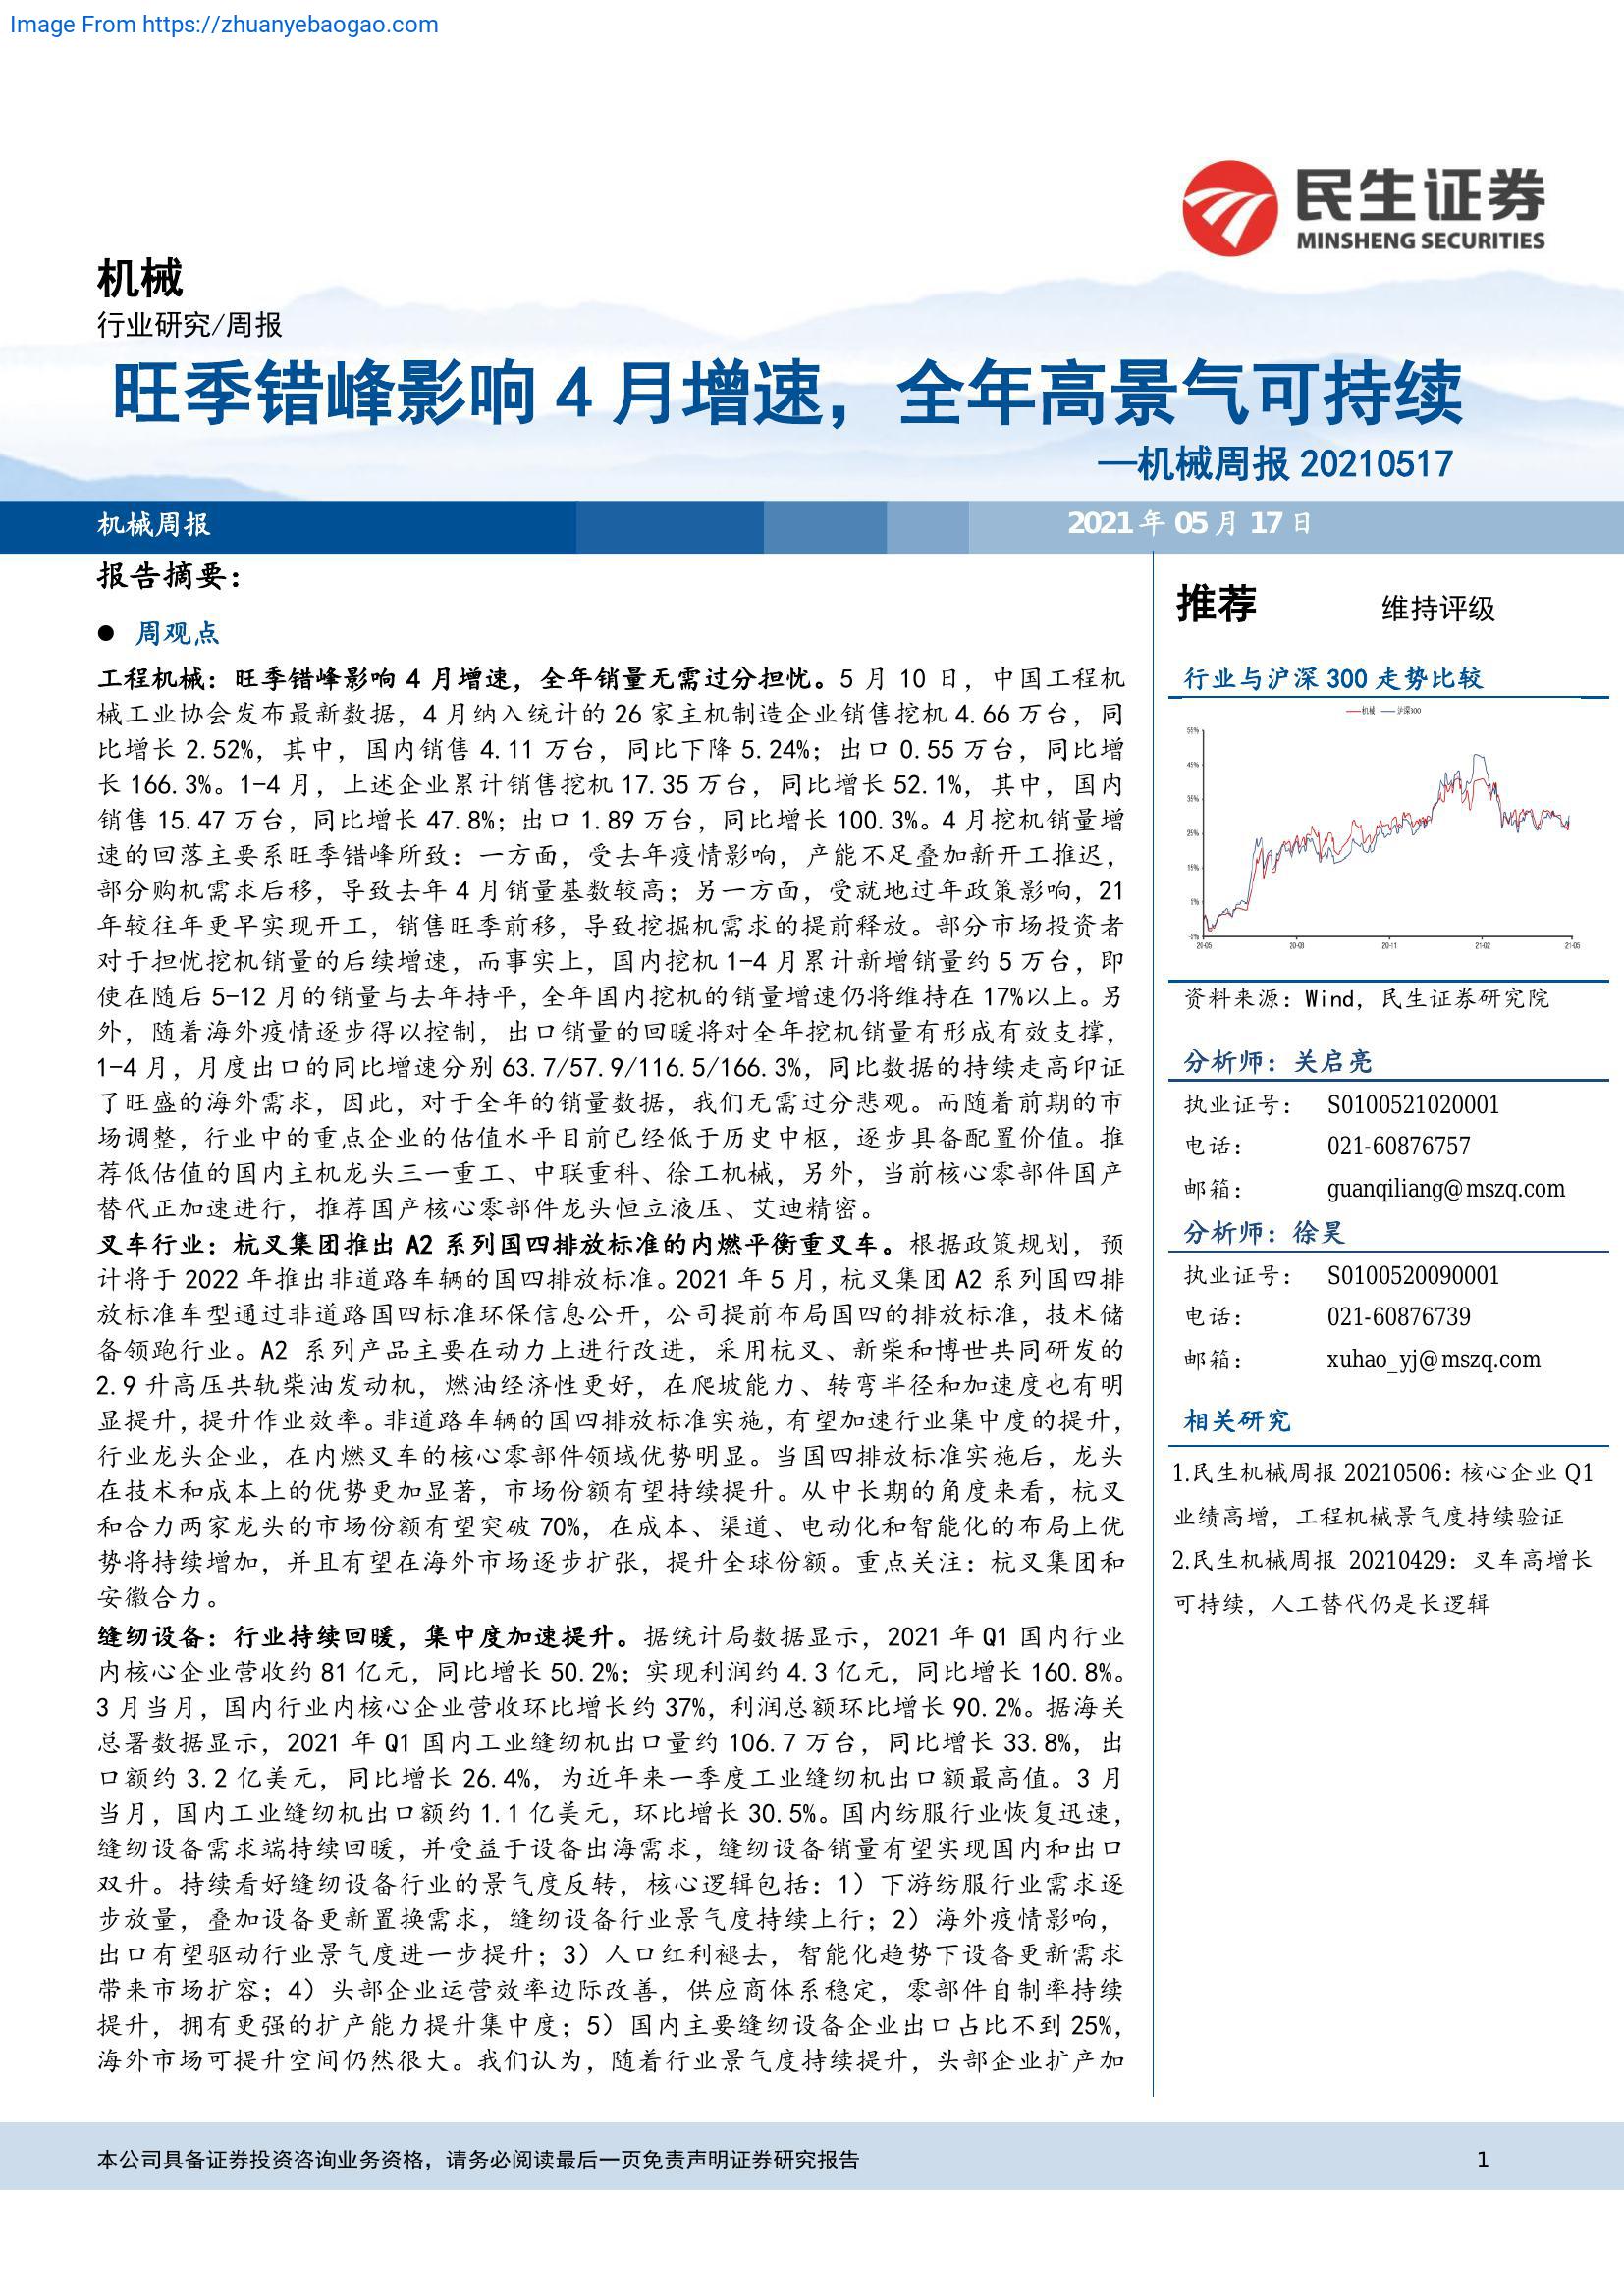 Image From https://zhuanyebaogao.com
民生证券
MINSHENG SECURITIES
机械
行业研究/周报
旺季错峰影响 4 月增速，全年高景气可持续
—机械周报 20210517
机械周报
2021 年 05 月 17 日
报告摘要：
● 周观点
工程机械：旺季错峰影响 4 月增速，全年销量无需过分担忧。5 月 10 日，中国工程机
械工业协会发布最新数据，4 月纳入统计的 26 家主机制造企业销售挖机 4.66 万台，同
比增长 2.52%，其中，国内销售 4.11 万台，同比下降 5.24%；出口 0.55 万台，同比增
长 166.3%。1-4 月，上述企业累计销售挖机 17.35 万台，同比增长 52.1%，其中，国内
销售 15.47 万台，同比增长 47.8%；出口 1.89 万台，同比增长 100.3%。4 月挖机销量增
速的回落主要系旺季错峰所致：一方面，受去年疫情影响，产能不足叠加新开工推迟，
部分购机需求后移，导致去年 4 月销量基数较高；另一方面，受就地过年政策影响，21
年较往年更早实现开工，销售旺季前移，导致挖掘机需求的提前释放。部分市场投资者
对于担忧挖机销量的后续增速，而事实上，国内挖机 1-4 月累计新增销量约 5 万台，即
使在随后 5-12 月的销量与去年持平，全年国内挖机的销量增速仍将维持在 17%以上。另
外，随着海外疫情逐步得以控制，出口销量的回暖将对全年挖机销量有形成有效支撑，
1-4 月，月度出口的同比增速分别 63.7/57.9/116.5/166.3%，同比数据的持续走高印证
了旺盛的海外需求，因此，对于全年的销量数据，我们无需过分悲观。而随着前期的市
场调整，行业中的重点企业的估值水平目前已经低于历史中枢，逐步具备配置价值。推
荐低估值的国内主机龙头三一重工、中联重科、徐工机械，另外，当前核心零部件国产
替代正加速进行，推荐国产核心零部件龙头恒立液压、艾迪精密。
叉车行业：杭叉集团推出 A2 系列国四排放标准的内燃平衡重叉车。根据政策规划，预
计将于 2022 年推出非道路车辆的国四排放标准。2021 年 5 月，杭叉集团 A2 系列国四排
放标准车型通过非道路国四标准环保信息公开，公司提前布局国四的排放标准，技术储
备领跑行业。A2 系列产品主要在动力上进行改进，采用杭叉、新柴和博世共同研发的
2.9 升高压共轨柴油发动机，燃油经济性更好，在爬坡能力、转弯半径和加速度也有明
显提升，提升作业效率。非道路车辆的国四排放标准实施，有望加速行业集中度的提升，
行业龙头企业，在内燃叉车的核心零部件领域优势明显。当国四排放标准实施后，龙头
在技术和成本上的优势更加显著，市场份额有望持续提升。从中长期的角度来看，杭叉
和合力两家龙头的市场份额有望突破 70%，在成本、渠道、电动化和智能化的布局上优
势将持续增加，并且有望在海外市场逐步扩张，提升全球份额。重点关注：杭叉集团和
安徽合力。
缝纫设备：行业持续回暖，集中度加速提升。据统计局数据显示，2021 年 Q1 国内行业
内核心企业营收约 81 亿元，同比增长 50.2%；实现利润约 4.3 亿元，同比增长 160.8%。
3 月当月，国内行业内核心企业营收环比增长约 37%，利润总额环比增长 90.2%。据海关
总署数据显示，2021 年 Q1 国内工业缝纫机出口量约 106.7 万台，同比增长 33.8%，出
口额约 3.2 亿美元，同比增长 26.4%，为近年来一季度工业缝纫机出口额最高值。3 月
当月，国内工业缝纫机出口额约 1.1 亿美元，环比增长 30.5%。国内纺服行业恢复迅速，
缝纫设备需求端持续回暖，并受益于设备出海需求，缝纫设备销量有望实现国内和出口
双升。持续看好缝纫设备行业的景气度反转，核心逻辑包括：1）下游纺服行业需求逐
步放量，叠加设备更新置换需求，缝纫设备行业景气度持续上行；2）海外疫情影响，
出口有望驱动行业景气度进一步提升；3）人口红利褪去，智能化趋势下设备更新需求
带来市场扩容；4）头部企业运营效率边际改善，供应商体系稳定，零部件自制率持续
提升，拥有更强的扩产能力提升集中度；5）国内主要缝纫设备企业出口占比不到 25%，
海外市场可提升空间仍然很大。我们认为，随着行业景气度持续提升，头部企业扩产加
推荐 维持评级
行业与沪深 300 走势比较
机械 沪深300
55%
45%
35%
25%
15%
5%
-5%
20-05 20-08 20-11 21-02 21-05
资料来源：Wind，民生证券研究院
分析师：关启亮
执业证号： S0100521020001
电话： 021-60876757
邮箱： guanqiliang@mszq.com
分析师：徐昊
执业证号： S0100520090001
电话： 021-60876739
邮箱： xuhao_yj@mszq.com
相关研究
1.民生机械周报 20210506：核心企业 Q1
业绩高增，工程机械景气度持续验证
2.民生机械周报 20210429：叉车高增长
可持续，人工替代仍是长逻辑
本公司具备证券投资咨询业务资格，请务必阅读最后一页免责声明证券研究报告 1